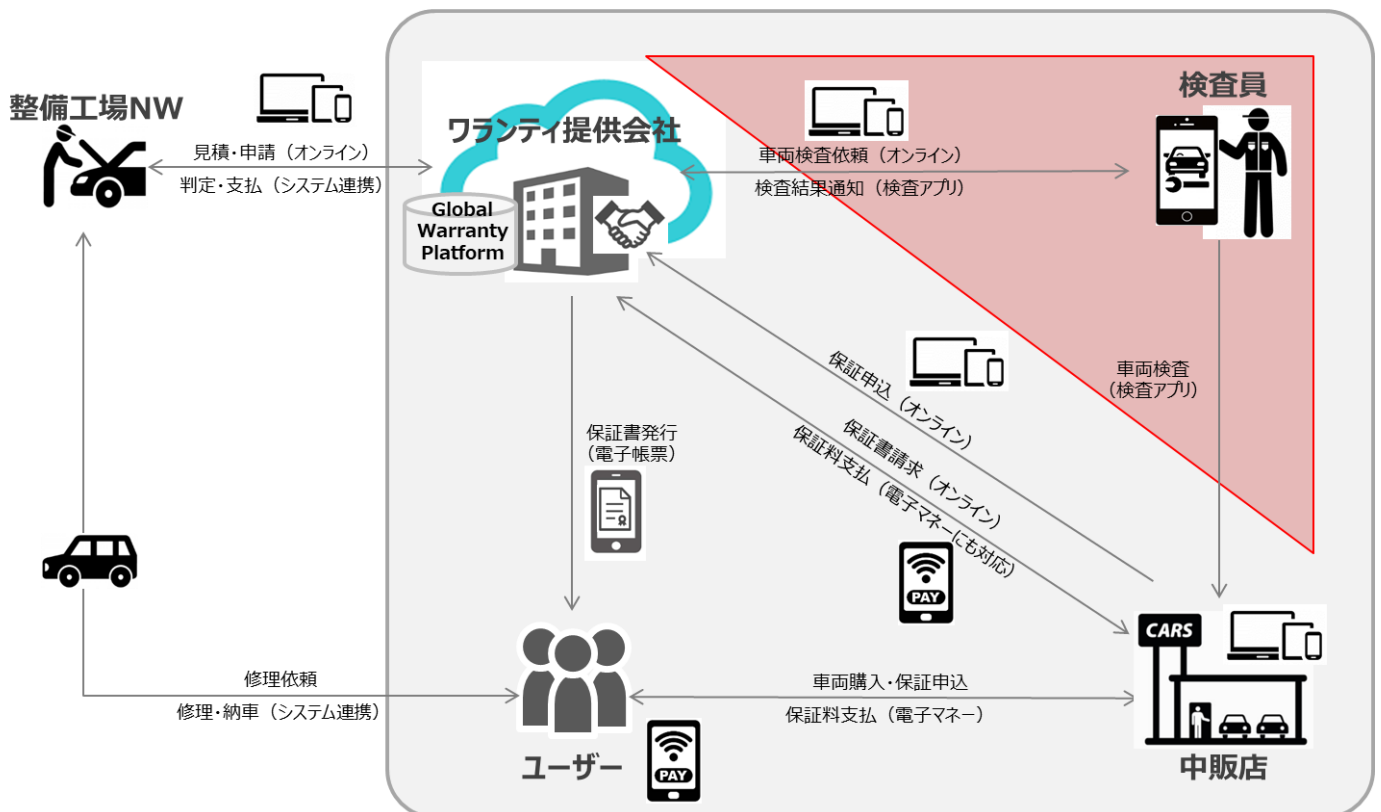 整備工場NW
見積・申請（オンライン）
判定・支払（システム連携）
ワランティ提供会社
Global
Warranty
Platform
車両検査依頼（オンライン）
検査結果通知（検査アプリ）
検査員
車両検査
（検査アプリ）
保証申込（オンライン）
保証書請求（オンライン）
保証料支払（電子マネーにも対応）
保証書発行
（電子帳票）
PAY
修理依頼
修理・納車（システム連携）
ユーザー
PAY
車両購入・保証申込
保証料支払（電子マネー）
CARS
中販店